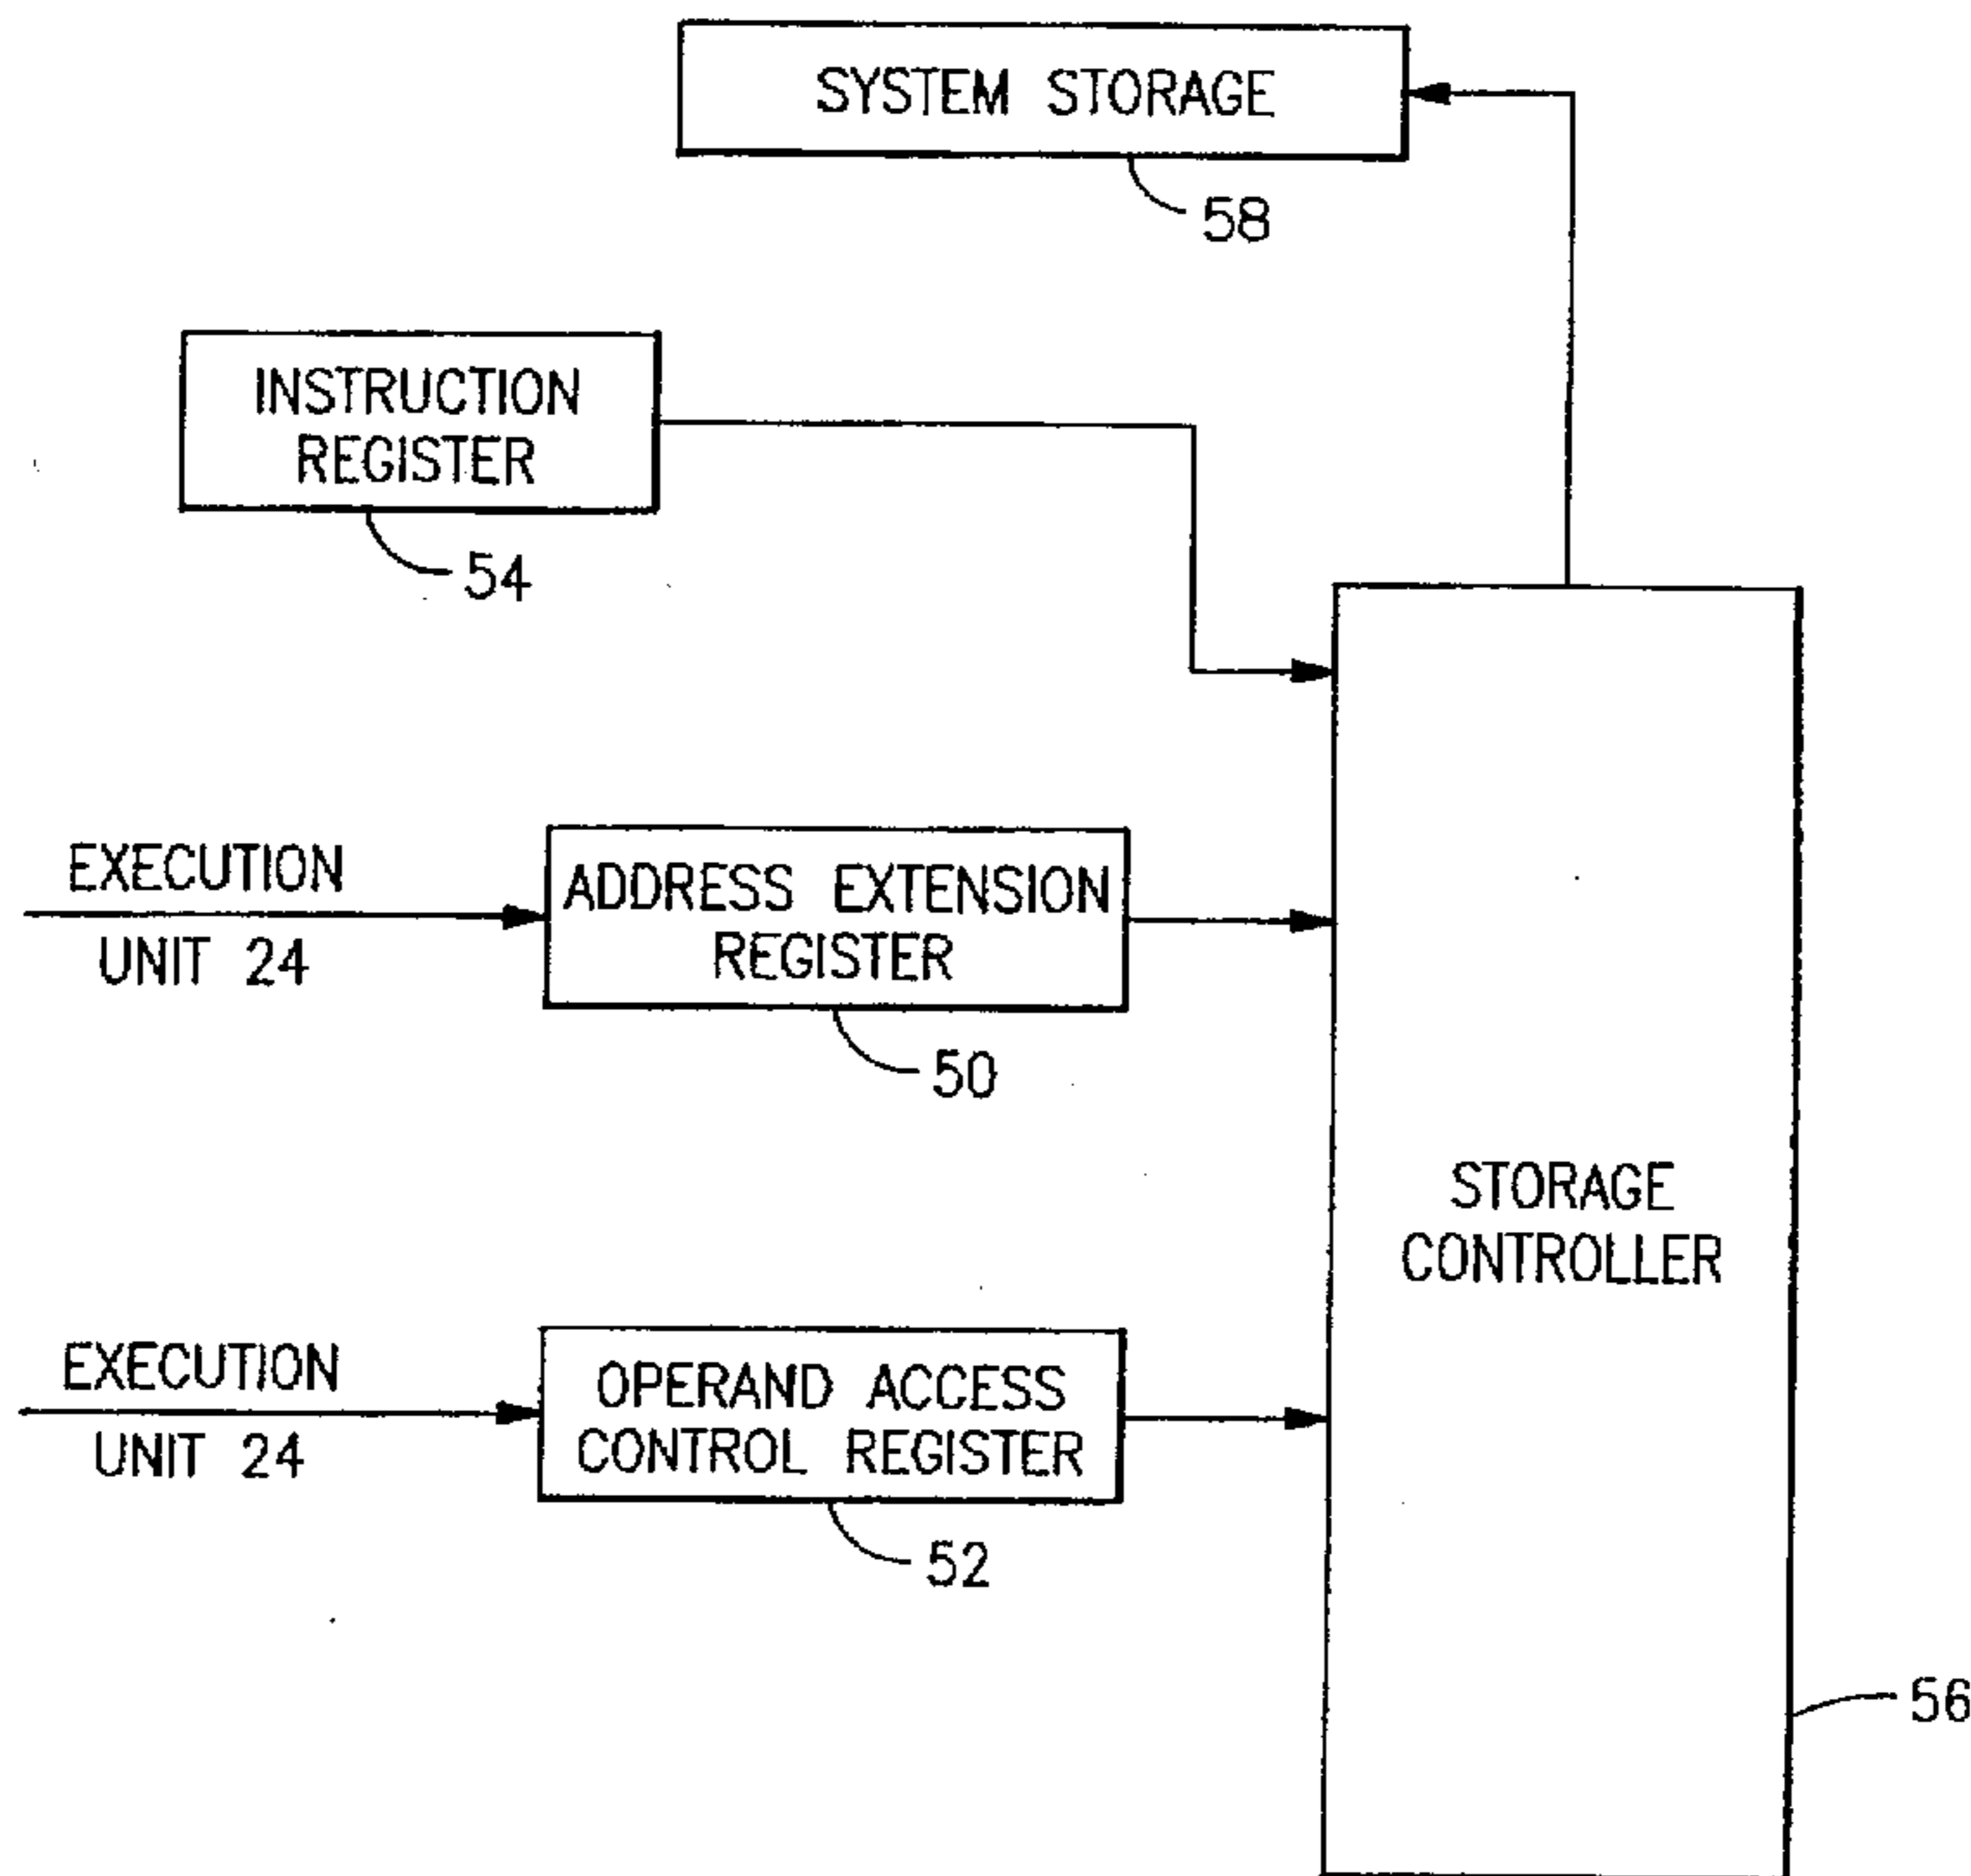 SYSTEM STORAGE
58
INSTRUCTION
REGISTER
54
EXECUTION
UNIT 24
ADDRESS EXTENSION
REGISTER
50
STORAGE
CONTROLLER
EXECUTION
UNIT 24
OPERAND ACCESS
CONTROL REGISTER
52
56